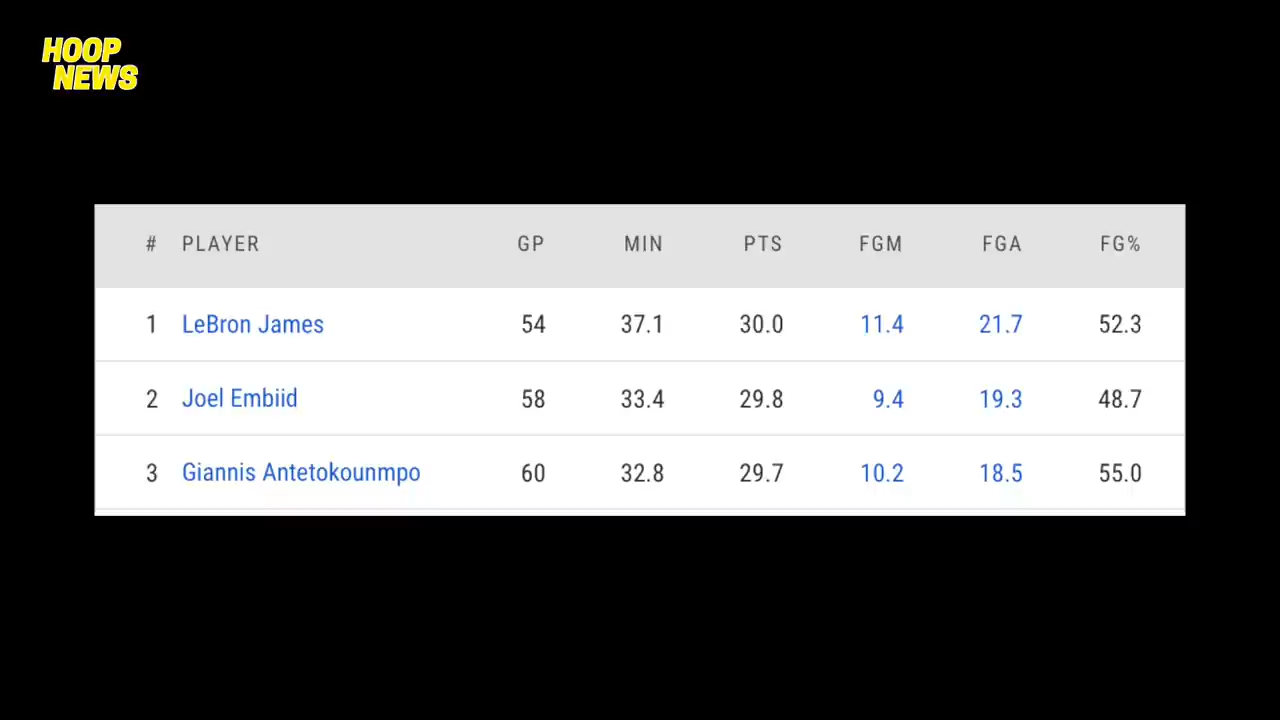 HOOP
NEWS
# PLAYER GP MIN PTS FGM FGA FG%
1 LeBron James 54 37.1 30.0 11.4 21.7 52.3
2 Joel Embiid 58 33.4 29.8 9.4 19.3 48.7
3 Giannis Antetokounmpo 60 32.8 29.7 10.2 18.5 55.0